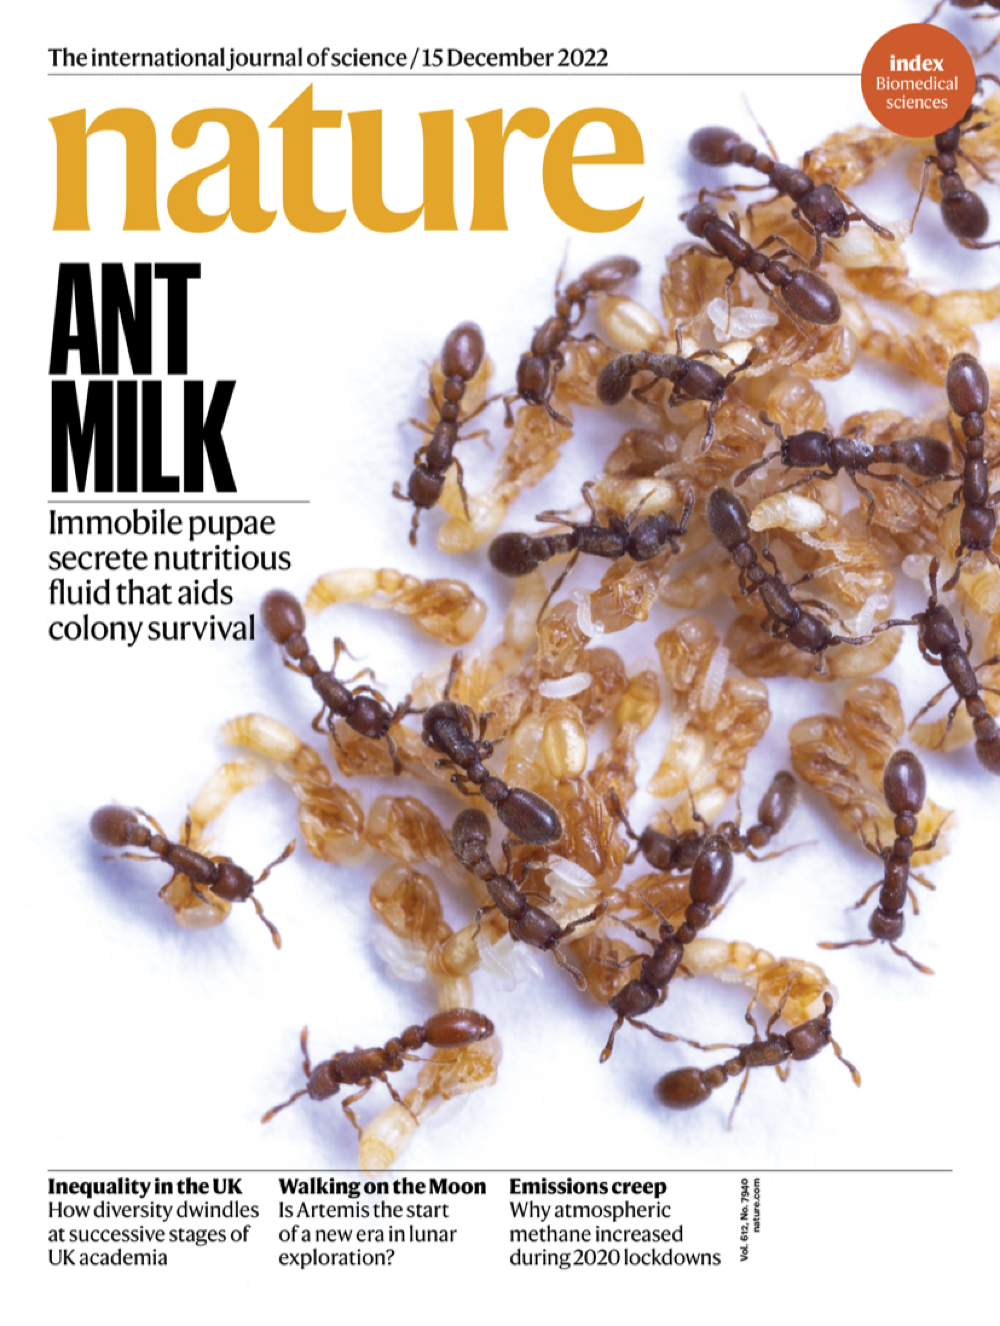 The international journal of science / 15 December 2022
index
Biomedical
sciences
nature
ANT
MILK
Immobile pupae
secrete nutritious
fluid that aids
colony survival
Inequality in the UK
How diversity dwindles
at successive stages of
UK academia
Walking on the Moon
Is Artemis the start
of a new era in lunar
exploration?
Emissions creep
Why atmospheric
methane increased
during 2020 lockdowns
Vol. 612, No. 7940
nature.com